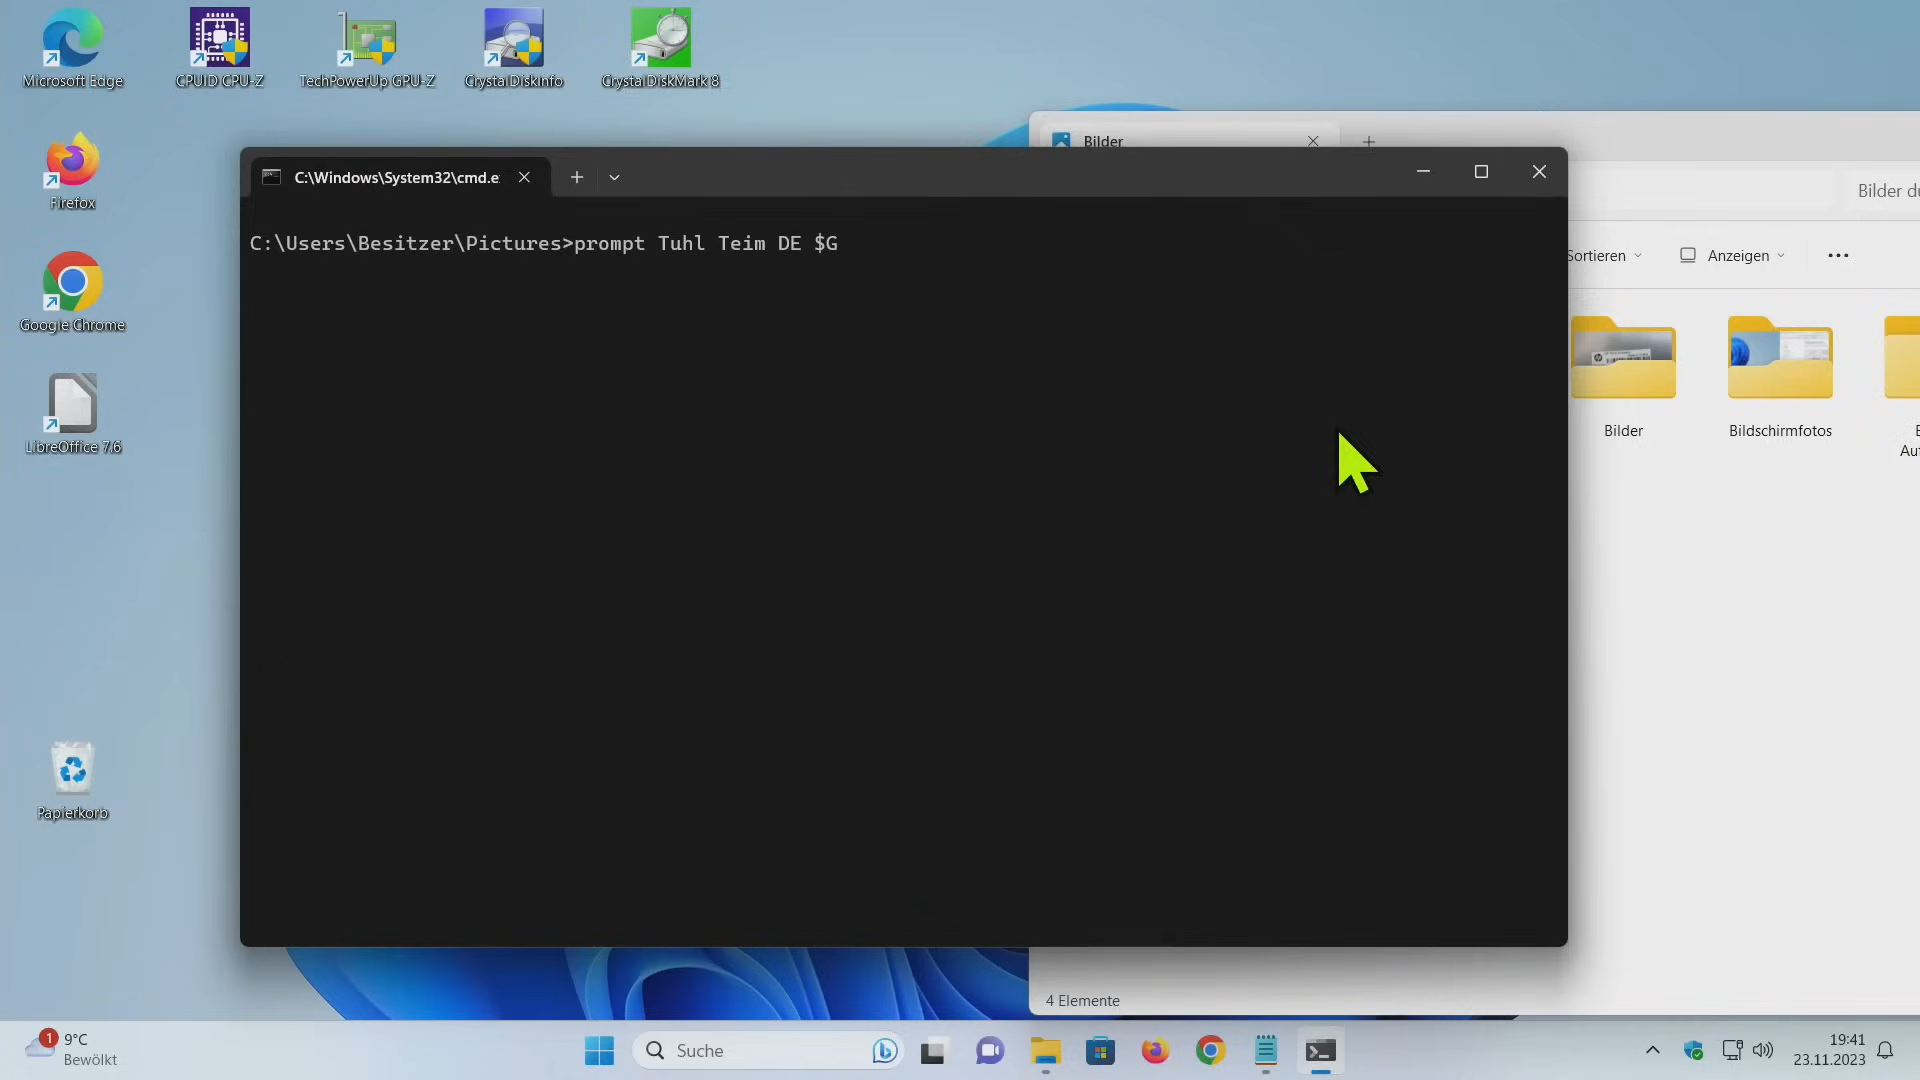 Microsoft Edge
CPUID CPU-Z
TechPowerUp GPU-Z
CrystalDiskInfo
CrystalDiskMark 8
Firefox
Google Chrome
LibreOffice 7.6
Papierkorb
Bilder
Bilder du
Sortieren
Anzeigen
Bilder
Bildschirmfotos
4 Elemente
C:\Windows\System32\cmd.e
C:\Users\Besitzer\Pictures>prompt Tuhl Teim DE $G
1
9°C
Bewölkt
Suche
19:41
23.11.2023